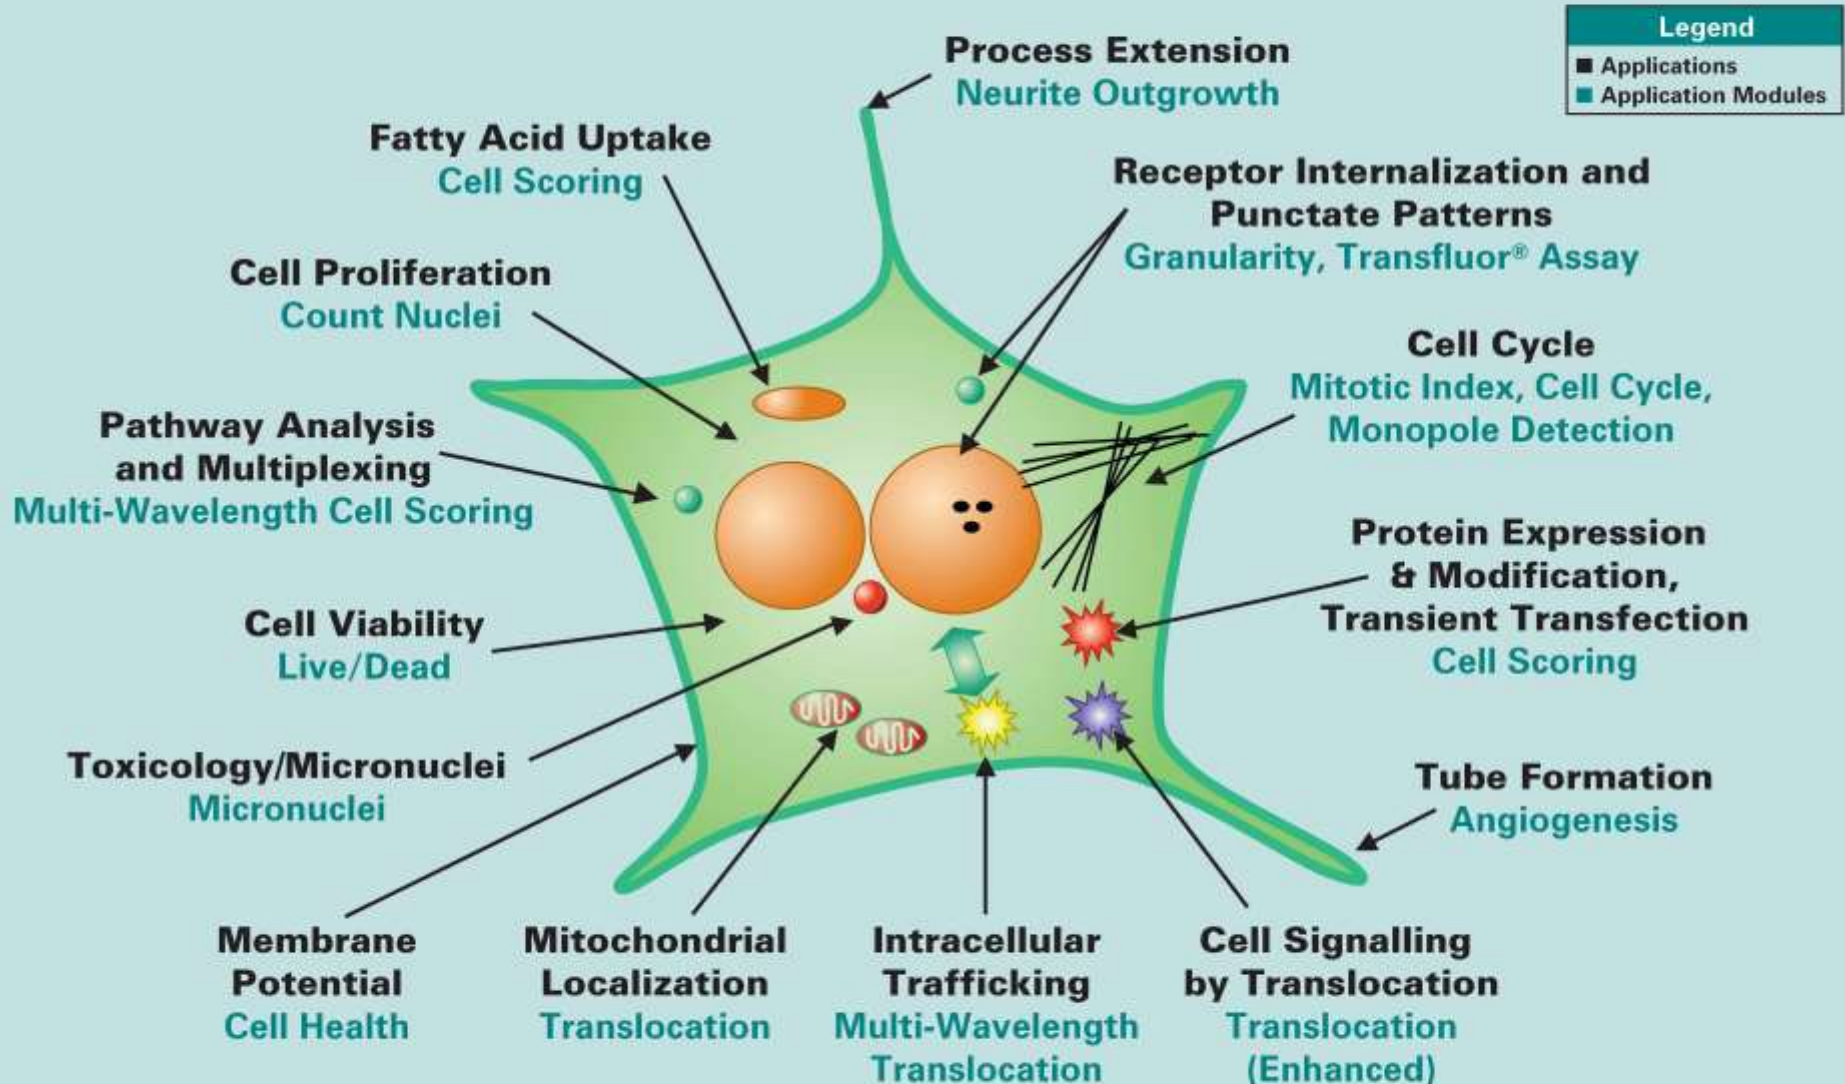 Legend
Applications
Application Modules
Process Extension
Neurite Outgrowth
Fatty Acid Uptake
Cell Scoring
Receptor Internalization and
Punctate Patterns
Granularity, Transfluor® Assay
Cell Proliferation
Count Nuclei
Cell Cycle
Mitotic Index, Cell Cycle,
Monopole Detection
Pathway Analysis
and Multiplexing
Multi-Wavelength Cell Scoring
Protein Expression
& Modification,
Transient Transfection
Cell Scoring
Cell Viability
Live/Dead
Toxicology/Micronuclei
Micronuclei
Tube Formation
Angiogenesis
Membrane
Potential
Cell Health
Mitochondrial
Localization
Translocation
Intracellular
Trafficking
Multi-Wavelength
Translocation
Cell Signalling
by Translocation
Translocation
(Enhanced)